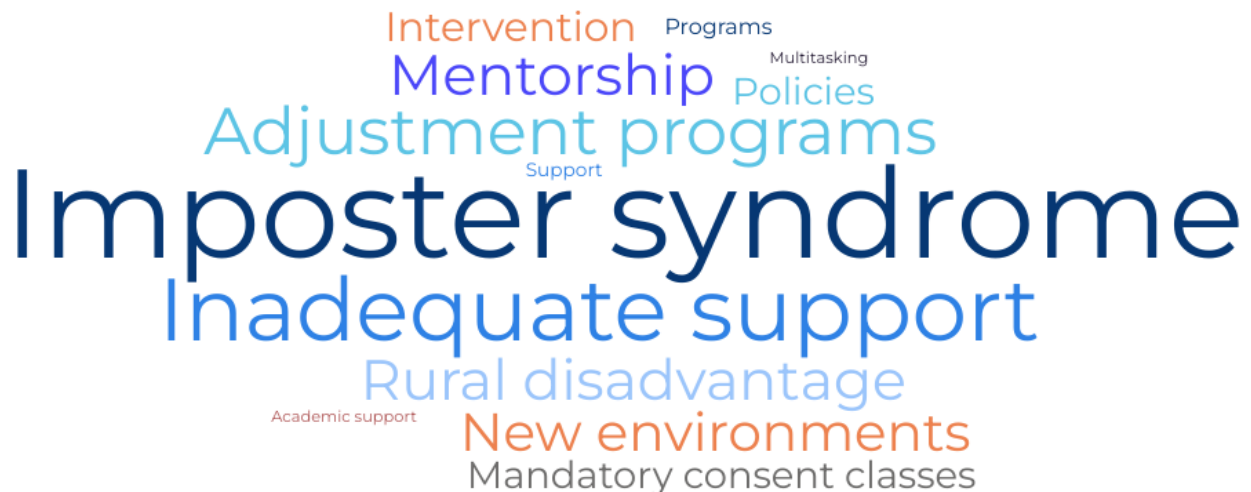 Intervention
Programs
Multitasking
Mentorship
Policies
Adjustment programs
Support
Imposter syndrome
Inadequate support
Rural disadvantage
Academic support
New environments
Mandatory consent classes